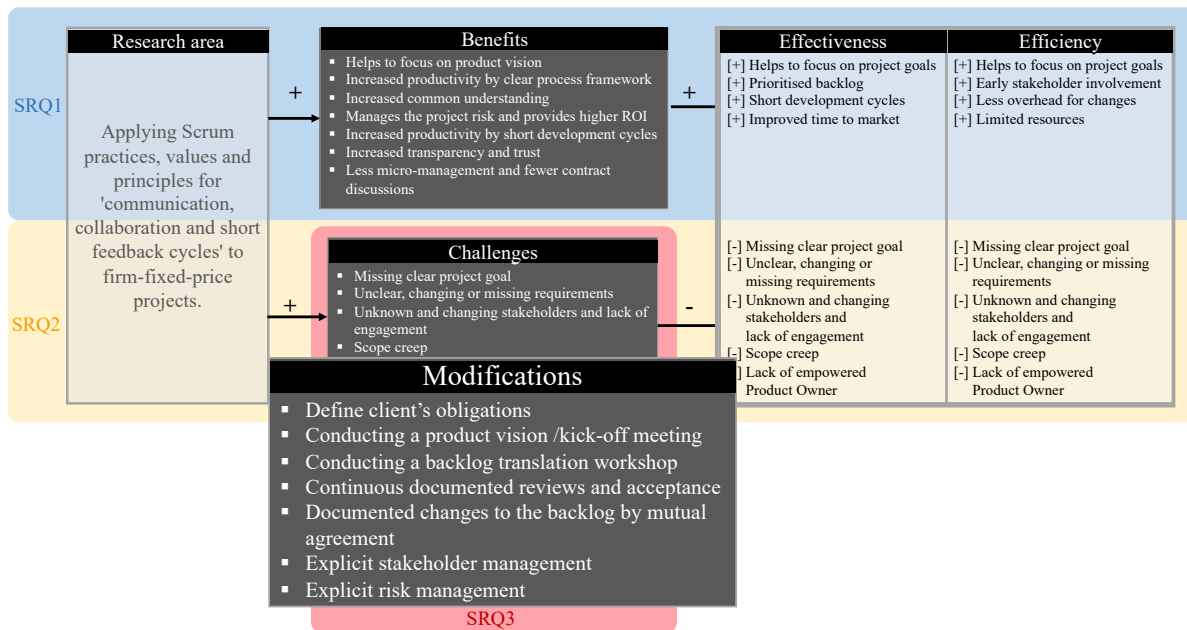 Research area
Applying Scrum
practices, values and
principles for
'communication,
collaboration and short
feedback cycles' to
firm-fixed-price
projects.
SRQ1
SRQ2
+
+
Benefits
▪ Helps to focus on product vision
▪ Increased productivity by clear process framework
▪ Increased common understanding
▪ Manages the project risk and provides higher ROI
▪ Increased productivity by short development cycles
▪ Increased transparency and trust
▪ Less micro-management and fewer contract
discussions
+
Challenges
▪ Missing clear project goal
▪ Unclear, changing or missing requirements
▪ Unknown and changing stakeholders and lack of
engagement
▪ Scope creep
-
Modifications
▪ Define client’s obligations
▪ Conducting a product vision /kick-off meeting
▪ Conducting a backlog translation workshop
▪ Continuous documented reviews and acceptance
▪ Documented changes to the backlog by mutual
agreement
▪ Explicit stakeholder management
▪ Explicit risk management
SRQ3
Effectiveness
[+] Helps to focus on project goals
[+] Prioritised backlog
[+] Short development cycles
[+] Improved time to market
[-] Missing clear project goal
[-] Unclear, changing or
missing requirements
[-] Unknown and changing
stakeholders and
lack of engagement
[-] Scope creep
] Lack of empowered
Product Owner
Efficiency
[+] Helps to focus on project goals
[+] Early stakeholder involvement
[+] Less overhead for changes
[+] Limited resources
[-] Missing clear project goal
[-] Unclear, changing or missing
requirements
[-] Unknown and changing
stakeholders and
lack of engagement
[-] Scope creep
[-] Lack of empowered
Product Owner